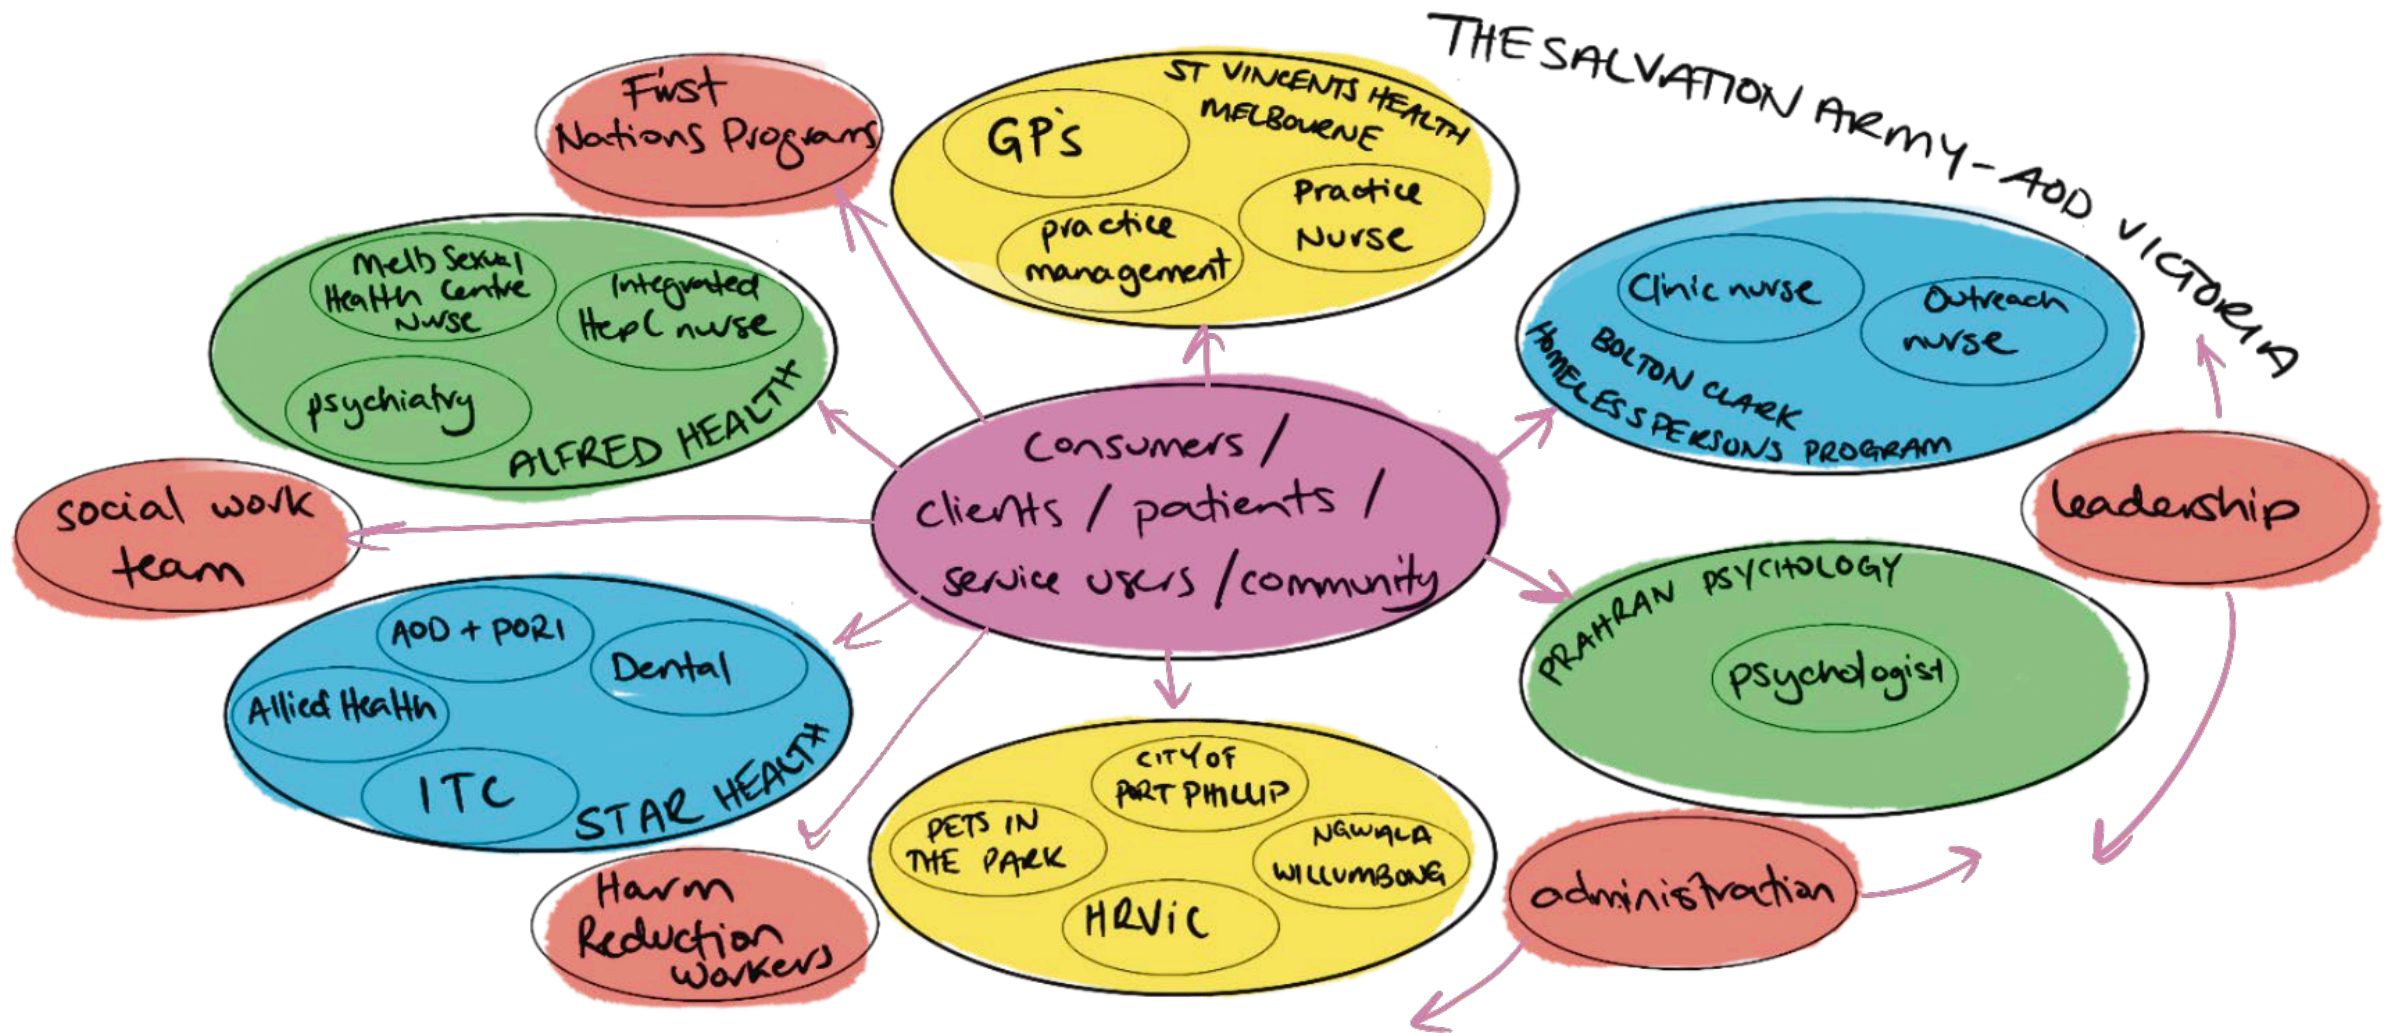 THE SALVATION ARMY - AOD VICTORIA
First
Nations Programs
ST VINCENTS HEALTH
MELBOURNE
GP's
Practice
Nurse
practice
management
Melb Sexual
Health Centre
Nurse
Integrated
Hep C nurse
psychiatry
ALFRED HEALTH
Clinic nurse
Outreach
nurse
BOLTON CLARK
HOMELESS PERSONS PROGRAM
Consumers /
clients / patients /
service users / community
social work
team
leadership
AOD + PORI
Dental
Allied Health
ITC
STAR HEALTH
PRAHRAN PSYCHOLOGY
psychologist
CITY OF
PORT PHILLIP
PETS IN
THE PARK
NGWALA
WILLUMBONG
HRVIC
Harm
Reduction
workers
administration